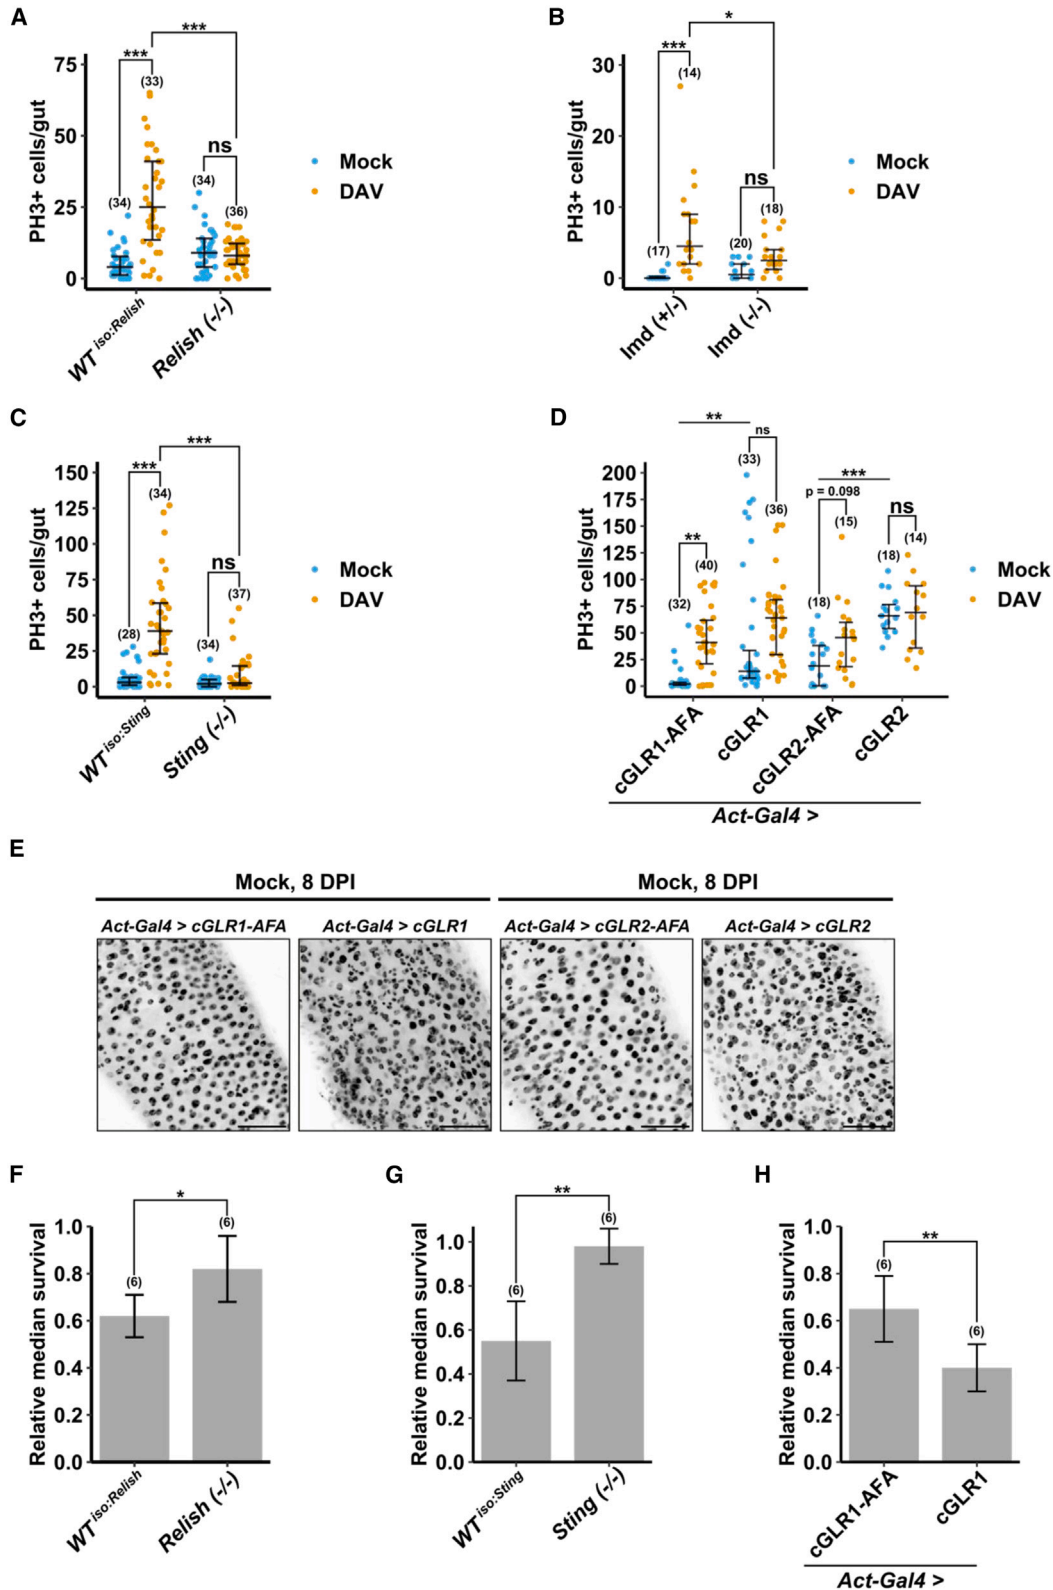 A
PH3+ cells/gut
75
50
25
0
***
***
ns
(34)
(33)
(34)
(36)
WT iso:Relish
Relish (-/-)
Mock
DAV
B
PH3+ cells/gut
30
20
10
0
***
*
ns
(17)
(14)
(20)
(18)
Imd (+/-)
Imd (-/-)
Mock
DAV
C
PH3+ cells/gut
150
125
100
75
50
25
0
***
***
ns
(28)
(34)
(34)
(37)
WT iso:Sting
Sting (-/-)
Mock
DAV
D
PH3+ cells/gut
200
175
150
125
100
75
50
25
0
**
ns
**
***
p = 0.098
ns
(32)
(40)
(33)
(36)
(18)
(15)
(18)
(14)
cGLR1-AFA
cGLR1
cGLR2-AFA
cGLR2
Act-Gal4 >
Mock
DAV
E
Mock, 8 DPI
Mock, 8 DPI
Act-Gal4 > cGLR1-AFA
Act-Gal4 > cGLR1
Act-Gal4 > cGLR2-AFA
Act-Gal4 > cGLR2
F
Relative median survival
1.0
0.8
0.6
0.4
0.2
0.0
*
(6)
(6)
WT iso:Relish
Relish (-/-)
G
Relative median survival
1.0
0.8
0.6
0.4
0.2
0.0
**
(6)
(6)
WT iso:Sting
Sting (-/-)
H
Relative median survival
1.0
0.8
0.6
0.4
0.2
0.0
**
(6)
(6)
cGLR1-AFA
cGLR1
Act-Gal4 >